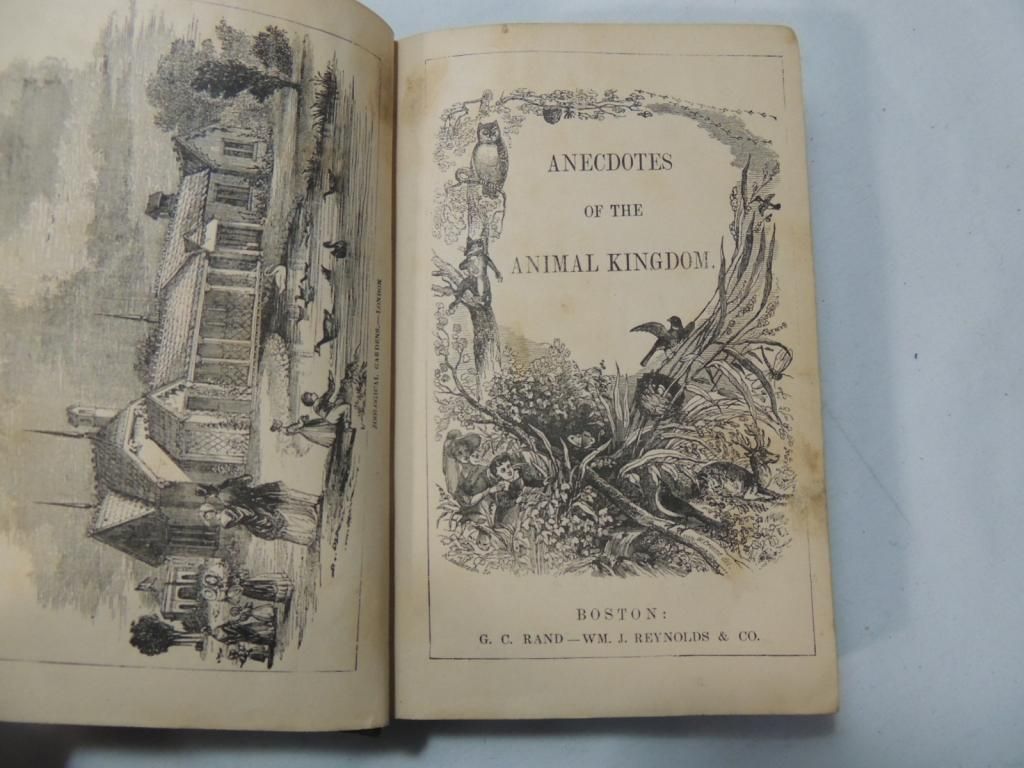 ZOOLOGICAL GARDENS.—LONDON
ANECDOTES
OF THE
ANIMAL KINGDOM.
BOSTON:
G. C. RAND—WM. J. REYNOLDS & CO.